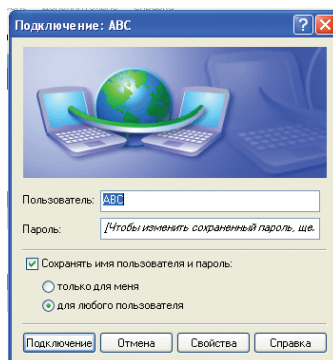 Подключение: ABC
Пользователь: ABC
Пароль: [Чтобы изменить сохраненный пароль, ще.
Сохранять имя пользователя и пароль:
только для меня
для любого пользователя
Подключение Отмена Свойства Справка